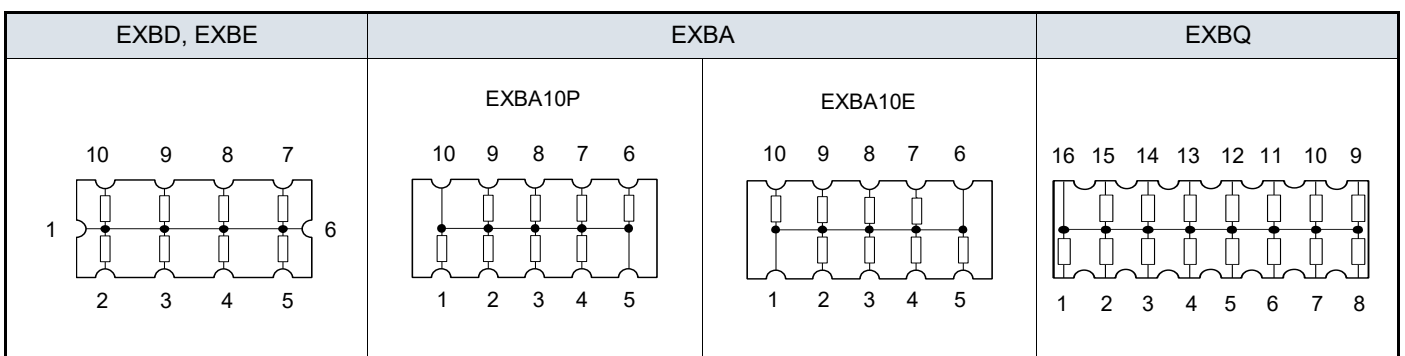 EXBD, EXBE EXBA EXBQ
EXBA10P EXBA10E
10 9 8 7 10 9 8 7 6 10 9 8 7 6 16 15 14 13 12 11 10 9
1 6
2 3 4 5 1 2 3 4 5 1 2 3 4 5 1 2 3 4 5 6 7 8